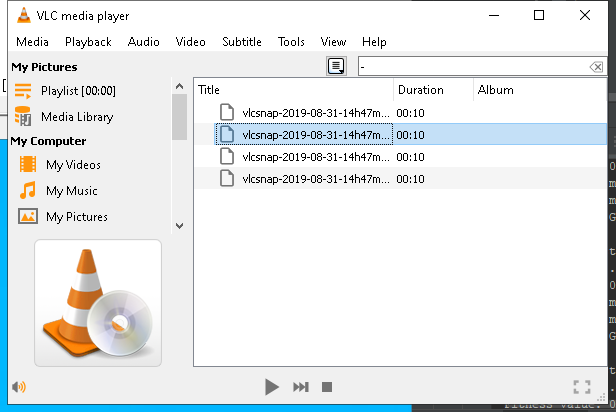 VLC media player
Media Playback Audio Video Subtitle Tools View Help
My Pictures
-
Playlist [00:00]
Media Library
My Computer
My Videos
My Music
My Pictures
Title Duration Album
vlcsnap-2019-08-31-14h47m... 00:10
vlcsnap-2019-08-31-14h47m... 00:10
vlcsnap-2019-08-31-14h47m... 00:10
vlcsnap-2019-08-31-14h47m... 00:10